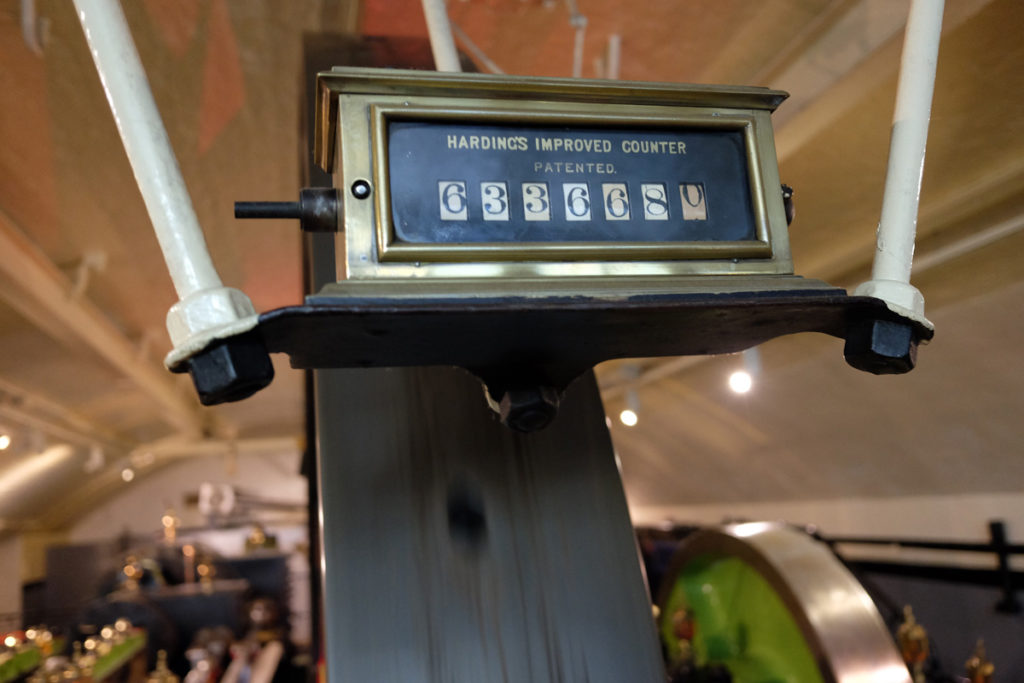 HARDING'S IMPROVED COUNTER
PATENTED.
6336680